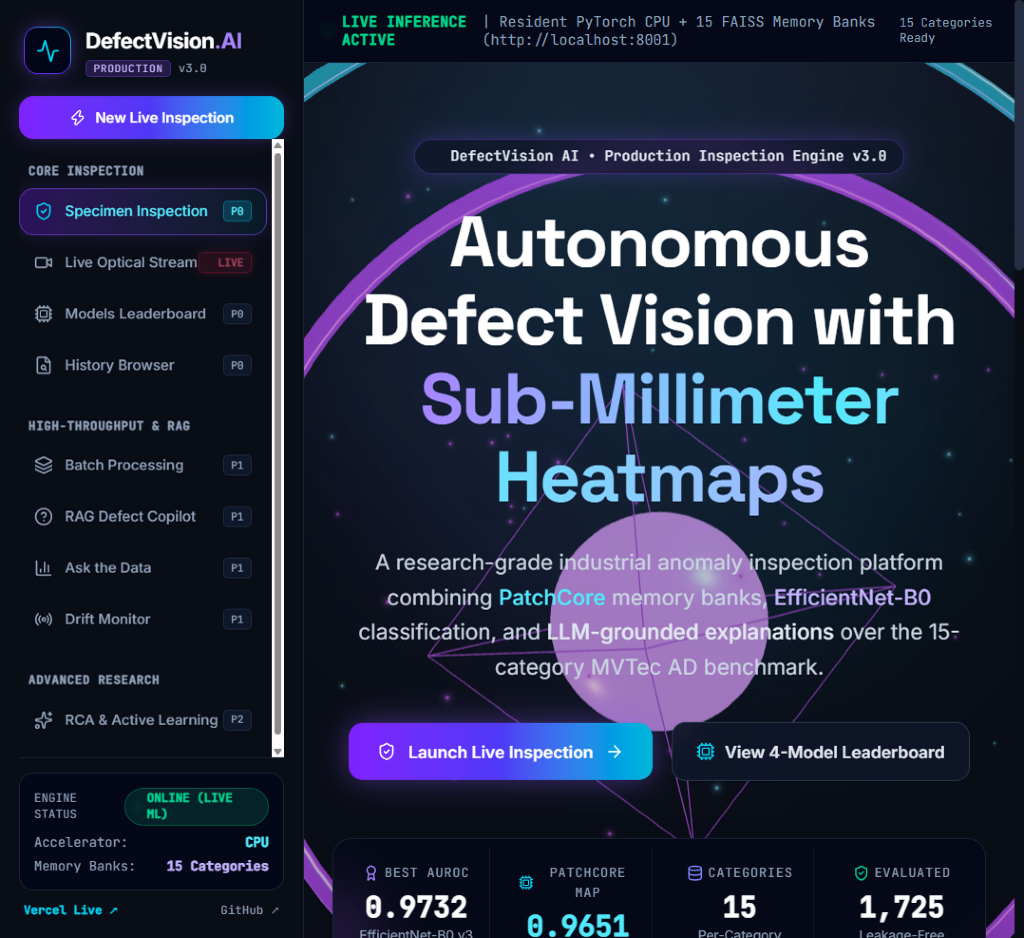 DefectVision.AI
PRODUCTION v3.0
New Live Inspection
CORE INSPECTION
Specimen Inspection P0
Live Optical Stream LIVE
Models Leaderboard P0
History Browser P0
HIGH-THROUGHPUT & RAG
Batch Processing P1
RAG Defect Copilot P1
Ask the Data P1
Drift Monitor P1
ADVANCED RESEARCH
RCA & Active Learning P2
ENGINE STATUS
ONLINE (LIVE ML)
Accelerator: CPU
Memory Banks: 15 Categories
Vercel Live ↗ GitHub ↗
LIVE INFERENCE ACTIVE
| Resident PyTorch CPU + 15 FAISS Memory Banks
(http://localhost:8001)
15 Categories Ready
DefectVision AI • Production Inspection Engine v3.0
Autonomous
Defect Vision with
Sub-Millimeter
Heatmaps
A research-grade industrial anomaly inspection platform
combining PatchCore memory banks, EfficientNet-B0
classification, and LLM-grounded explanations over the 15-
category MVTec AD benchmark.
Launch Live Inspection →
View 4-Model Leaderboard
BEST AUROC
0.9732
EfficientNet-B0 v3
PATCHCORE MAP
0.9651
CATEGORIES
15
Per-Category
EVALUATED
1,725
Leakage-Free